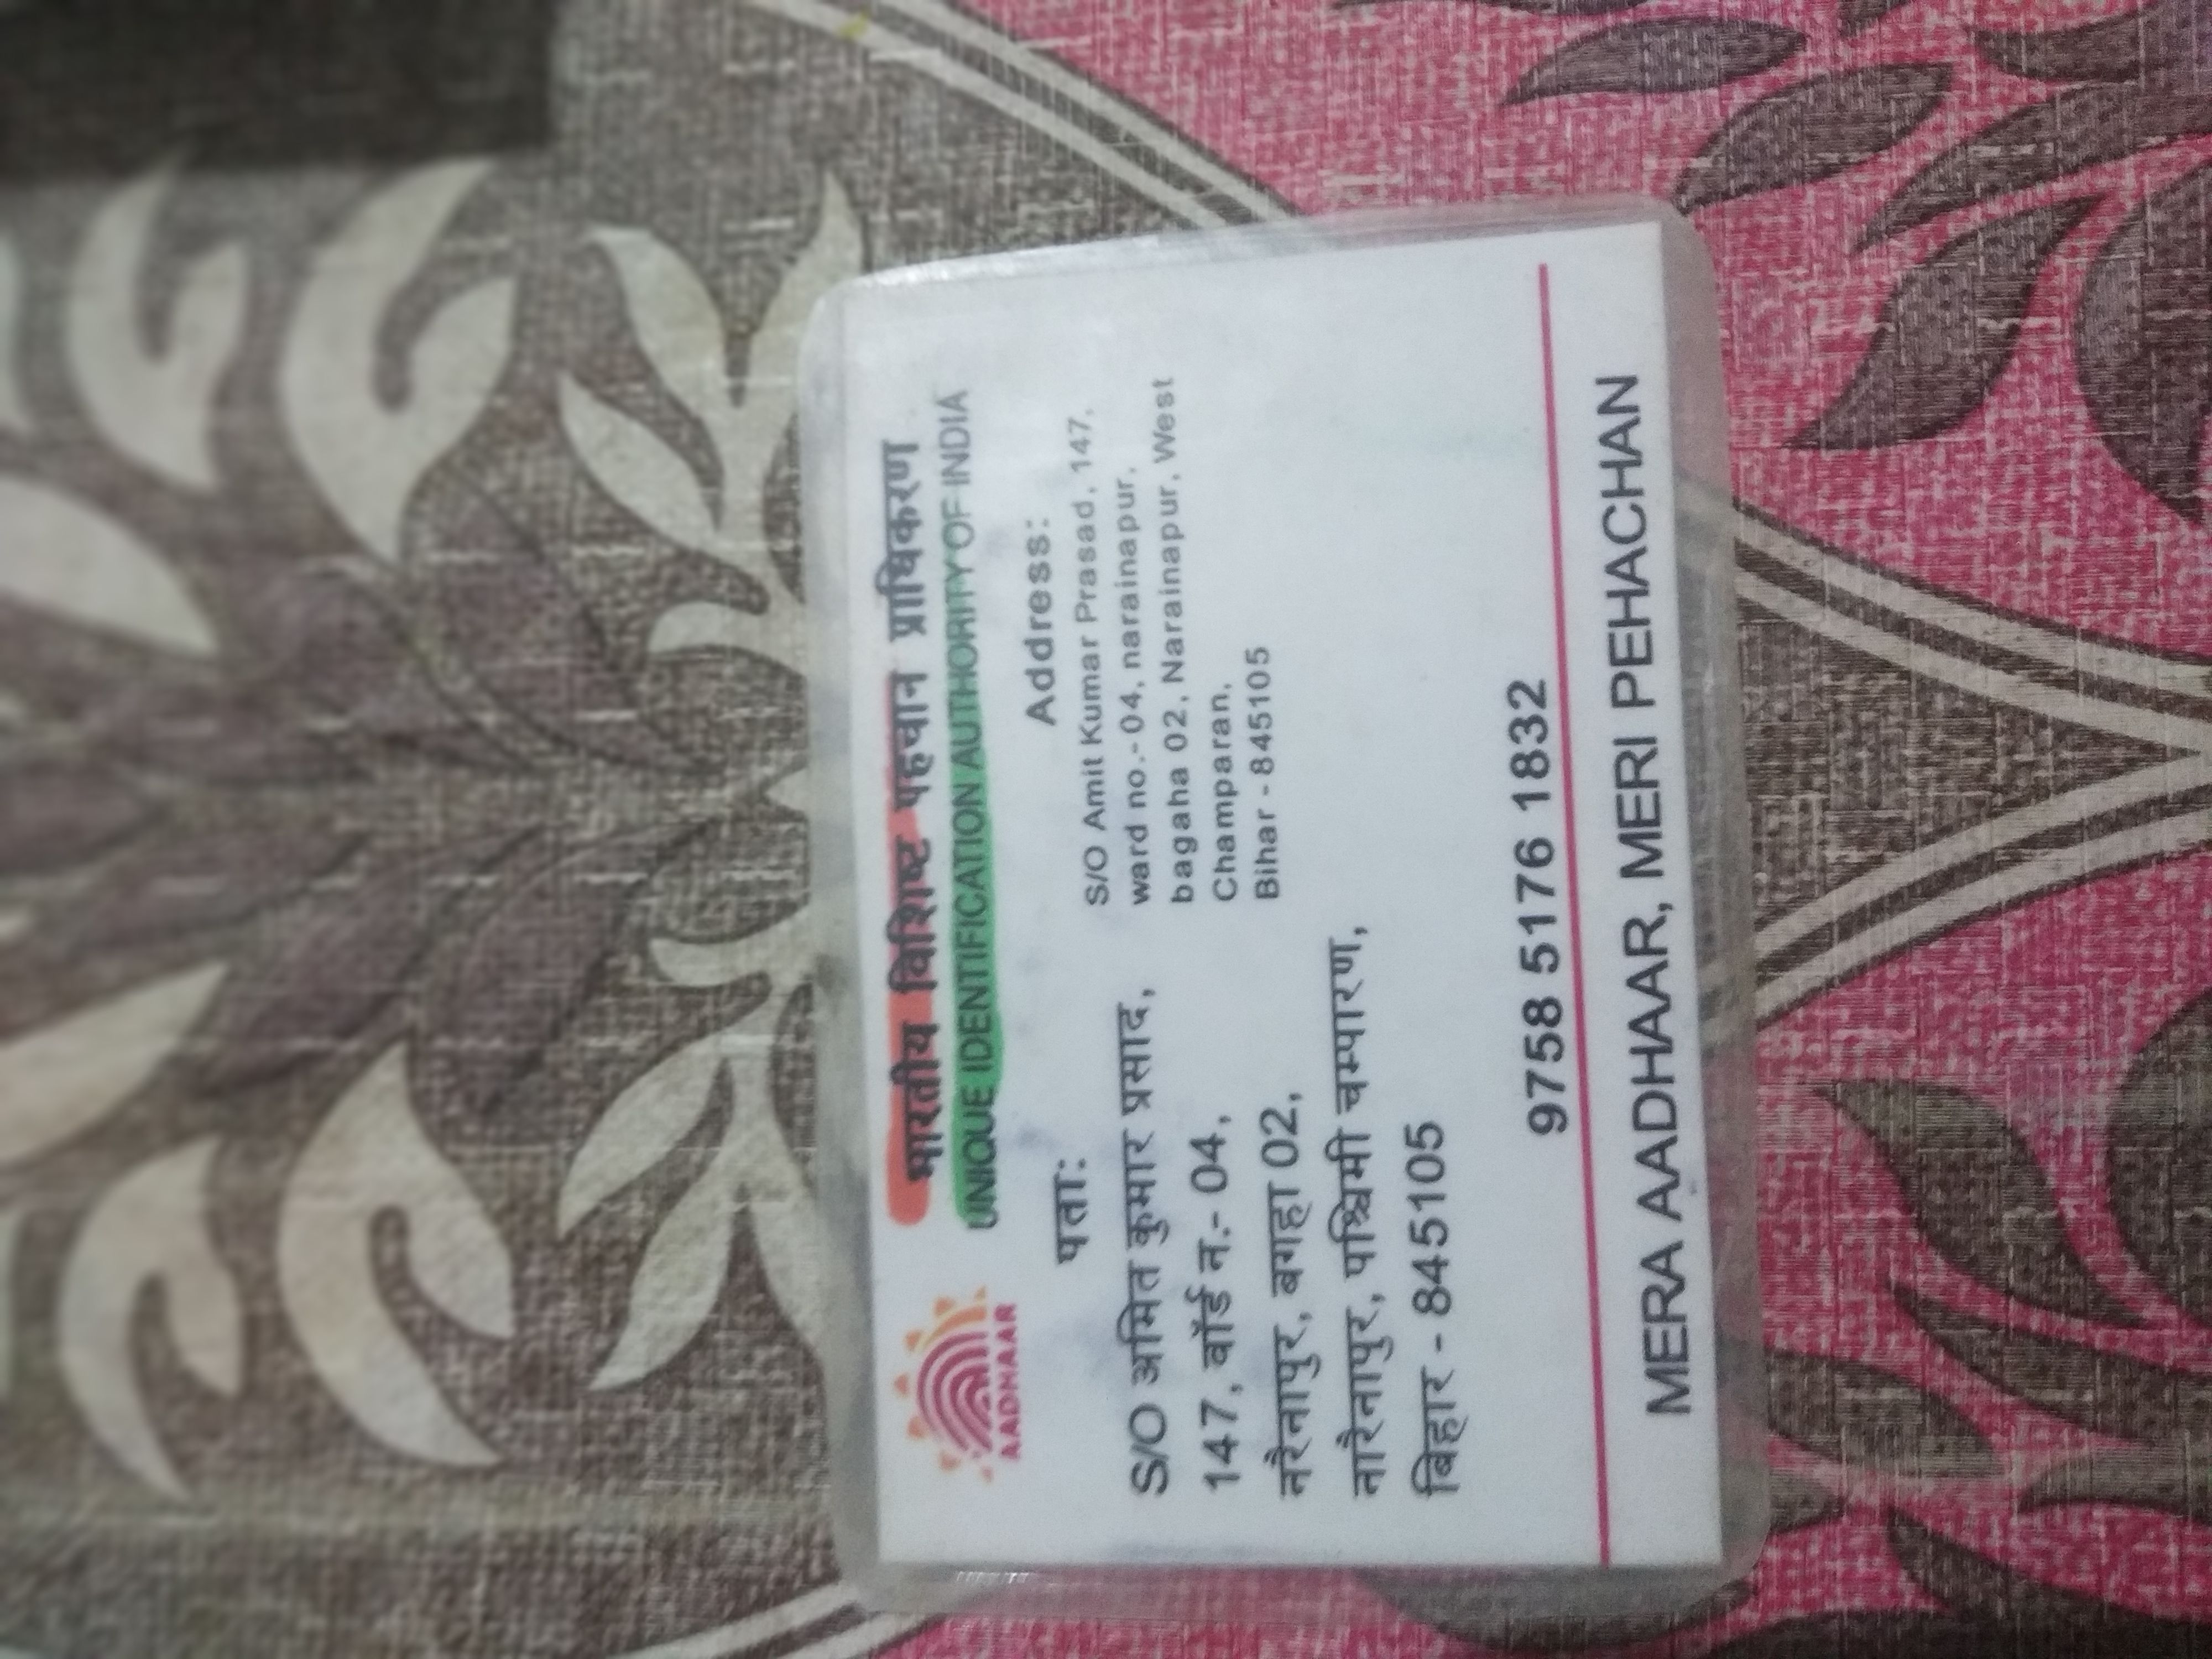 भारतीय विशिष्ट पहचान प्राधिकरण
UNIQUE IDENTIFICATION AUTHORITY OF INDIA
AADHAAR
पता:
S/O अमित कुमार प्रसाद,
147, वॉर्ड न.- 04,
नरैनापुर, बगहा 02,
नारैनापुर, पश्चिमी चम्पारण,
बिहार - 845105
Address:
S/O Amit Kumar Prasad, 147,
ward no.- 04, narainapur,
bagaha 02, Narainapur, West
Champaran,
Bihar - 845105
9758 5176 1832
MERA AADHAAR, MERI PEHACHAN